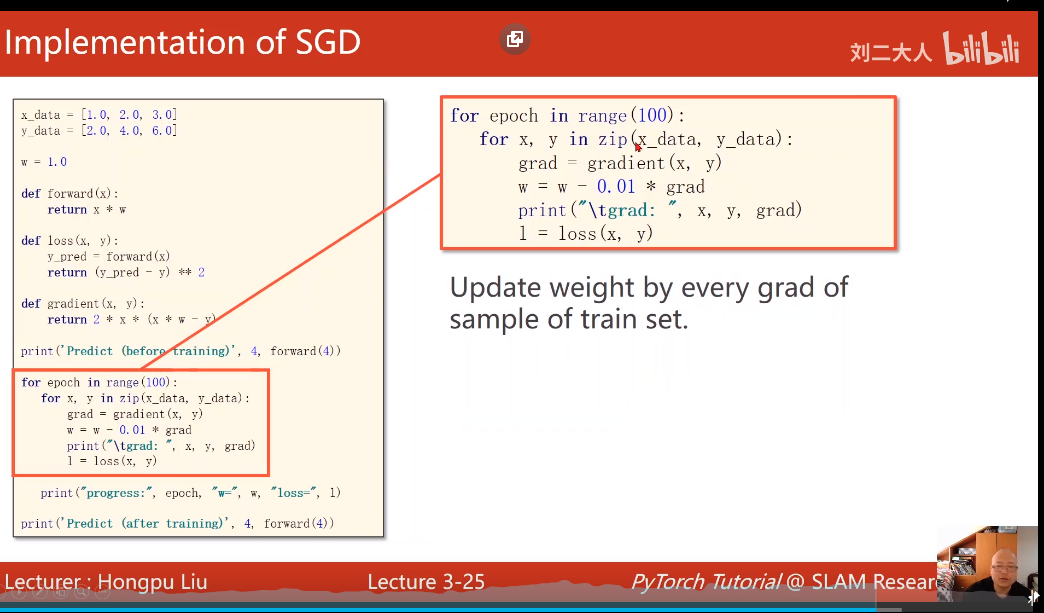 Implementation of SGD
刘二大人 bilibili
x_data = [1.0, 2.0, 3.0]
y_data = [2.0, 4.0, 6.0]
w = 1.0
def forward(x):
return x * w
def loss(x, y):
y_pred = forward(x)
return (y_pred - y) ** 2
def gradient(x, y):
return 2 * x * (x * w - y)
print('Predict (before training)', 4, forward(4))
for epoch in range(100):
for x, y in zip(x_data, y_data):
grad = gradient(x, y)
w = w - 0.01 * grad
print("\tgrad: ", x, y, grad)
l = loss(x, y)
print("progress:", epoch, "w=", w, "loss=", l)
print('Predict (after training)', 4, forward(4))
for epoch in range(100):
for x, y in zip(x_data, y_data):
grad = gradient(x, y)
w = w - 0.01 * grad
print("\tgrad: ", x, y, grad)
l = loss(x, y)
Update weight by every grad of
sample of train set.
Lecturer : Hongpu Liu
Lecture 3-25
PyTorch Tutorial @ SLAM Resear